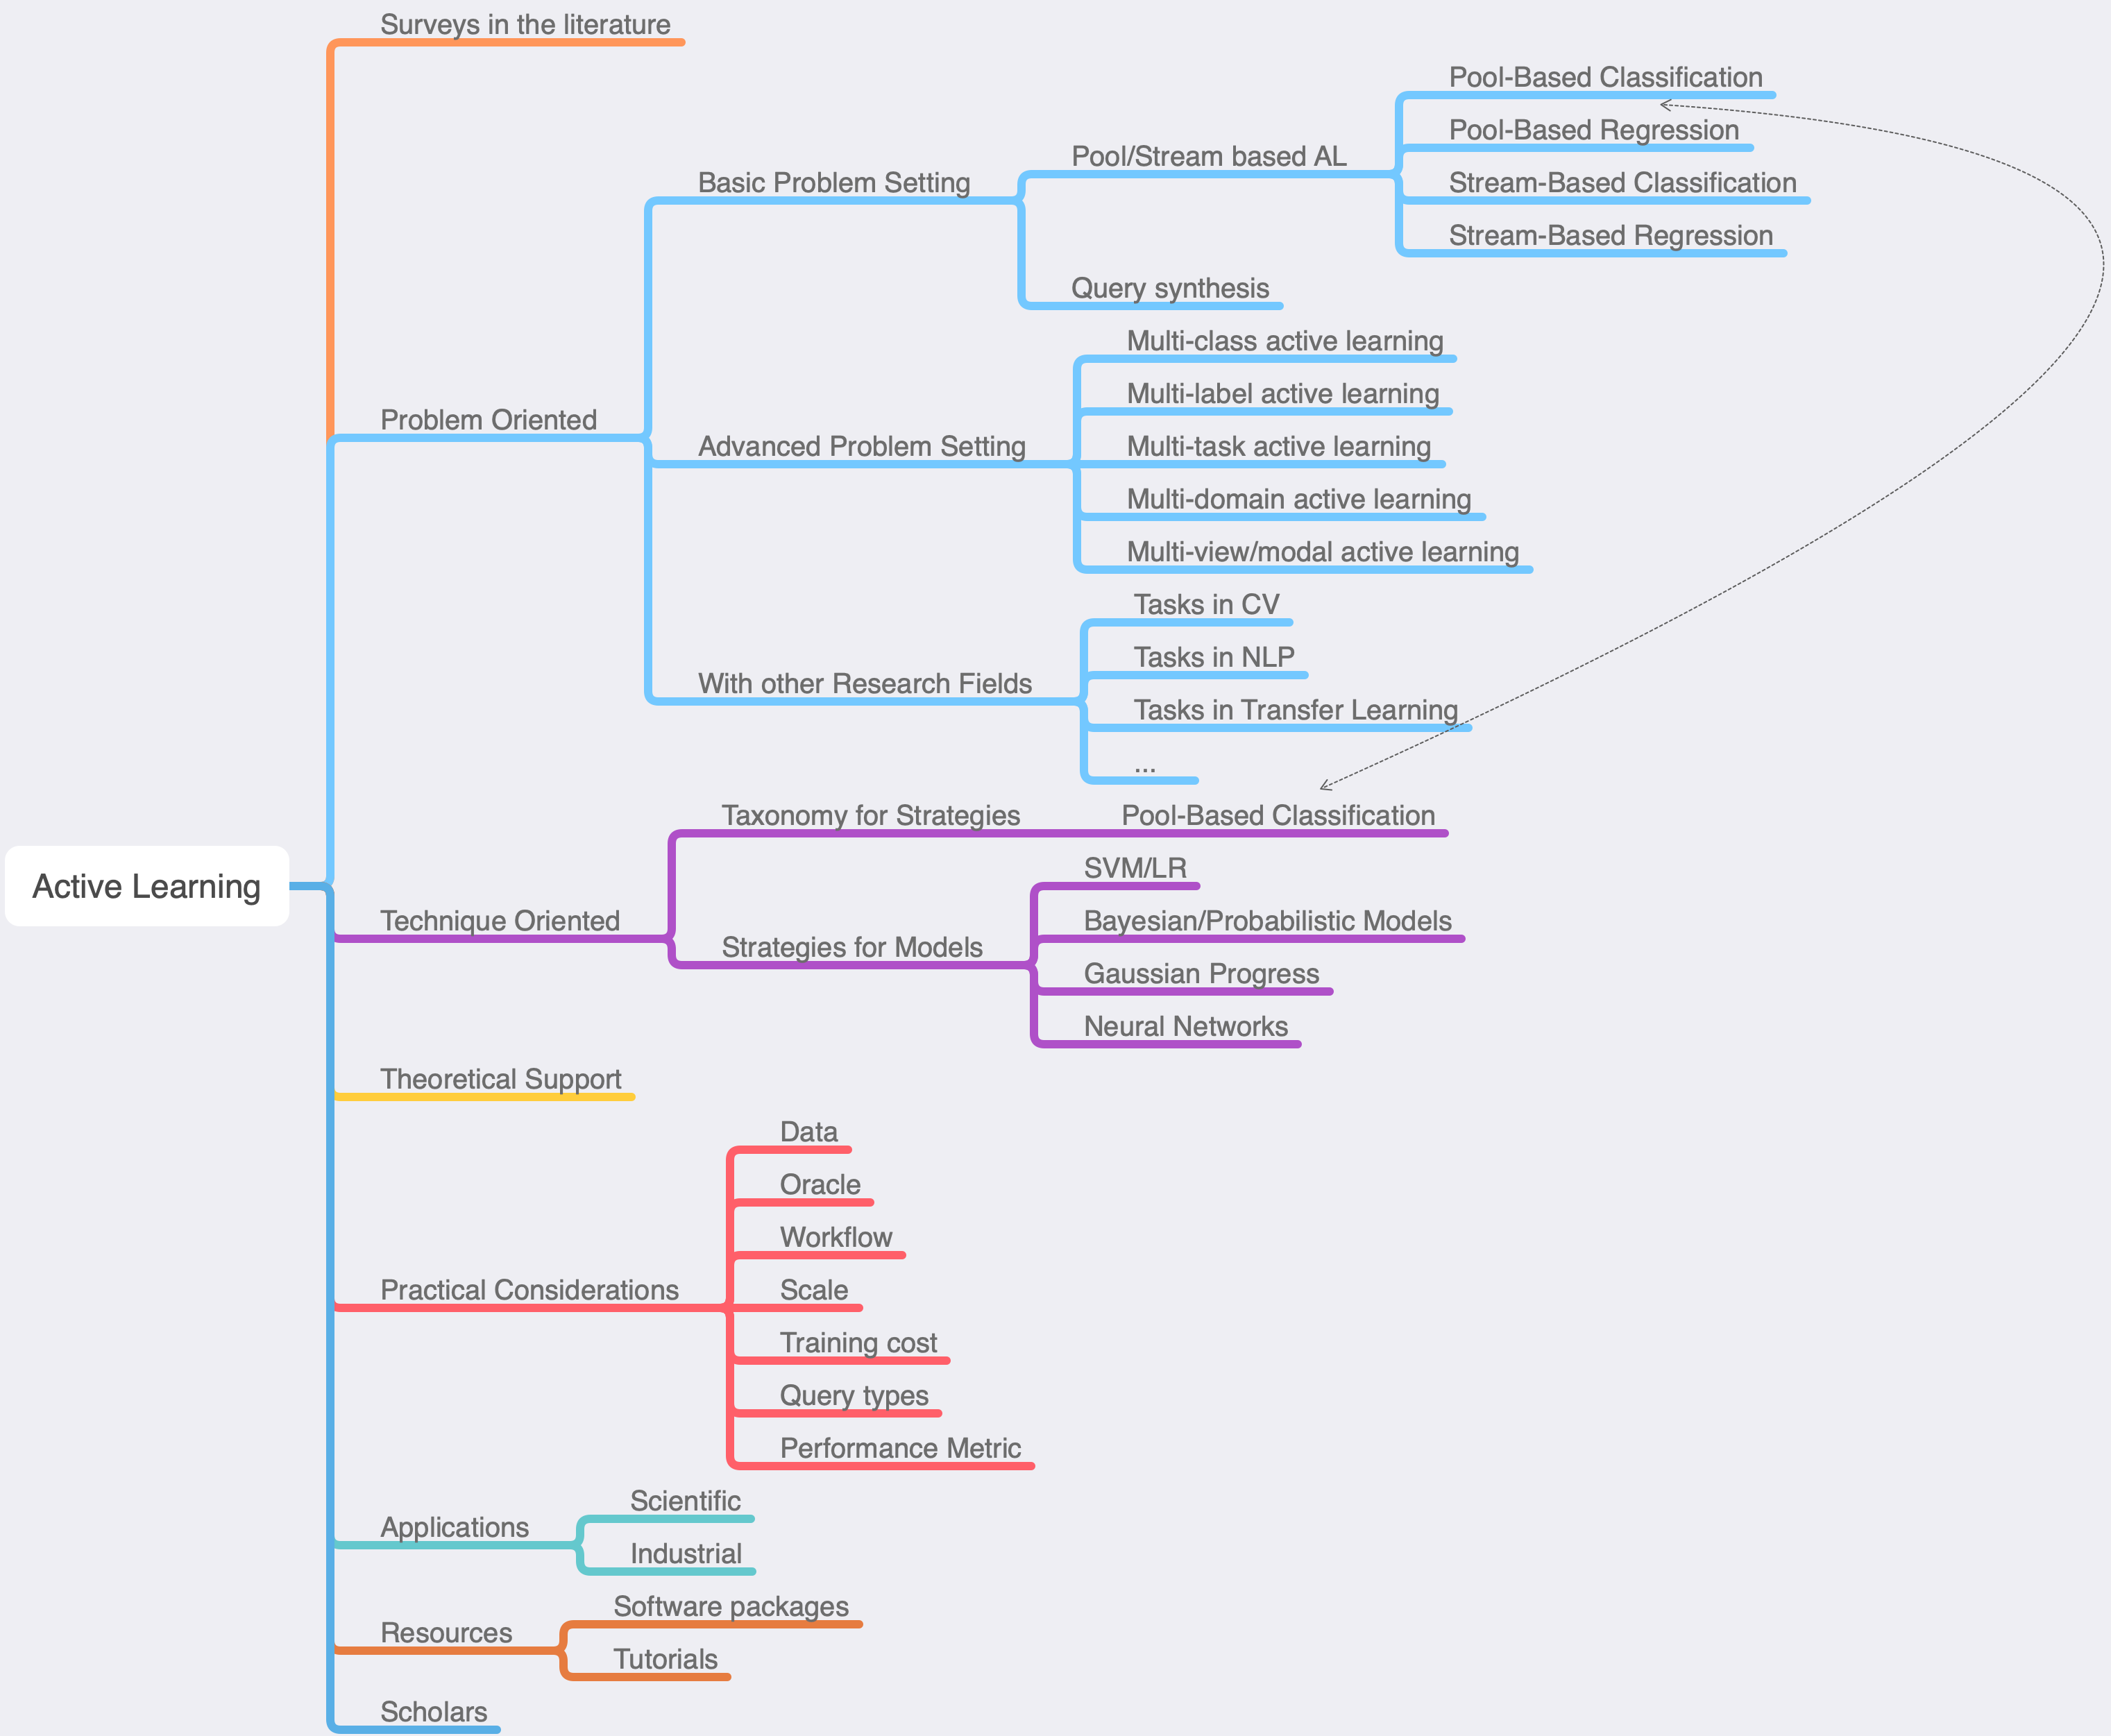 Surveys in the literature
Pool-Based Classification
Pool-Based Regression
Pool/Stream based AL
Basic Problem Setting
Stream-Based Classification
Stream-Based Regression
Query synthesis
Multi-class active learning
Multi-label active learning
Problem Oriented
Advanced Problem Setting
Multi-task active learning
Multi-domain active learning
Multi-view/modal active learning
Tasks in CV
Tasks in NLP
With other Research Fields
Tasks in Transfer Learning
...
Taxonomy for Strategies
Pool-Based Classification
SVM/LR
Active Learning
Technique Oriented
Bayesian/Probabilistic Models
Strategies for Models
Gaussian Progress
Neural Networks
Theoretical Support
Data
Oracle
Workflow
Practical Considerations
Scale
Training cost
Query types
Performance Metric
Scientific
Applications
Industrial
Software packages
Resources
Tutorials
Scholars